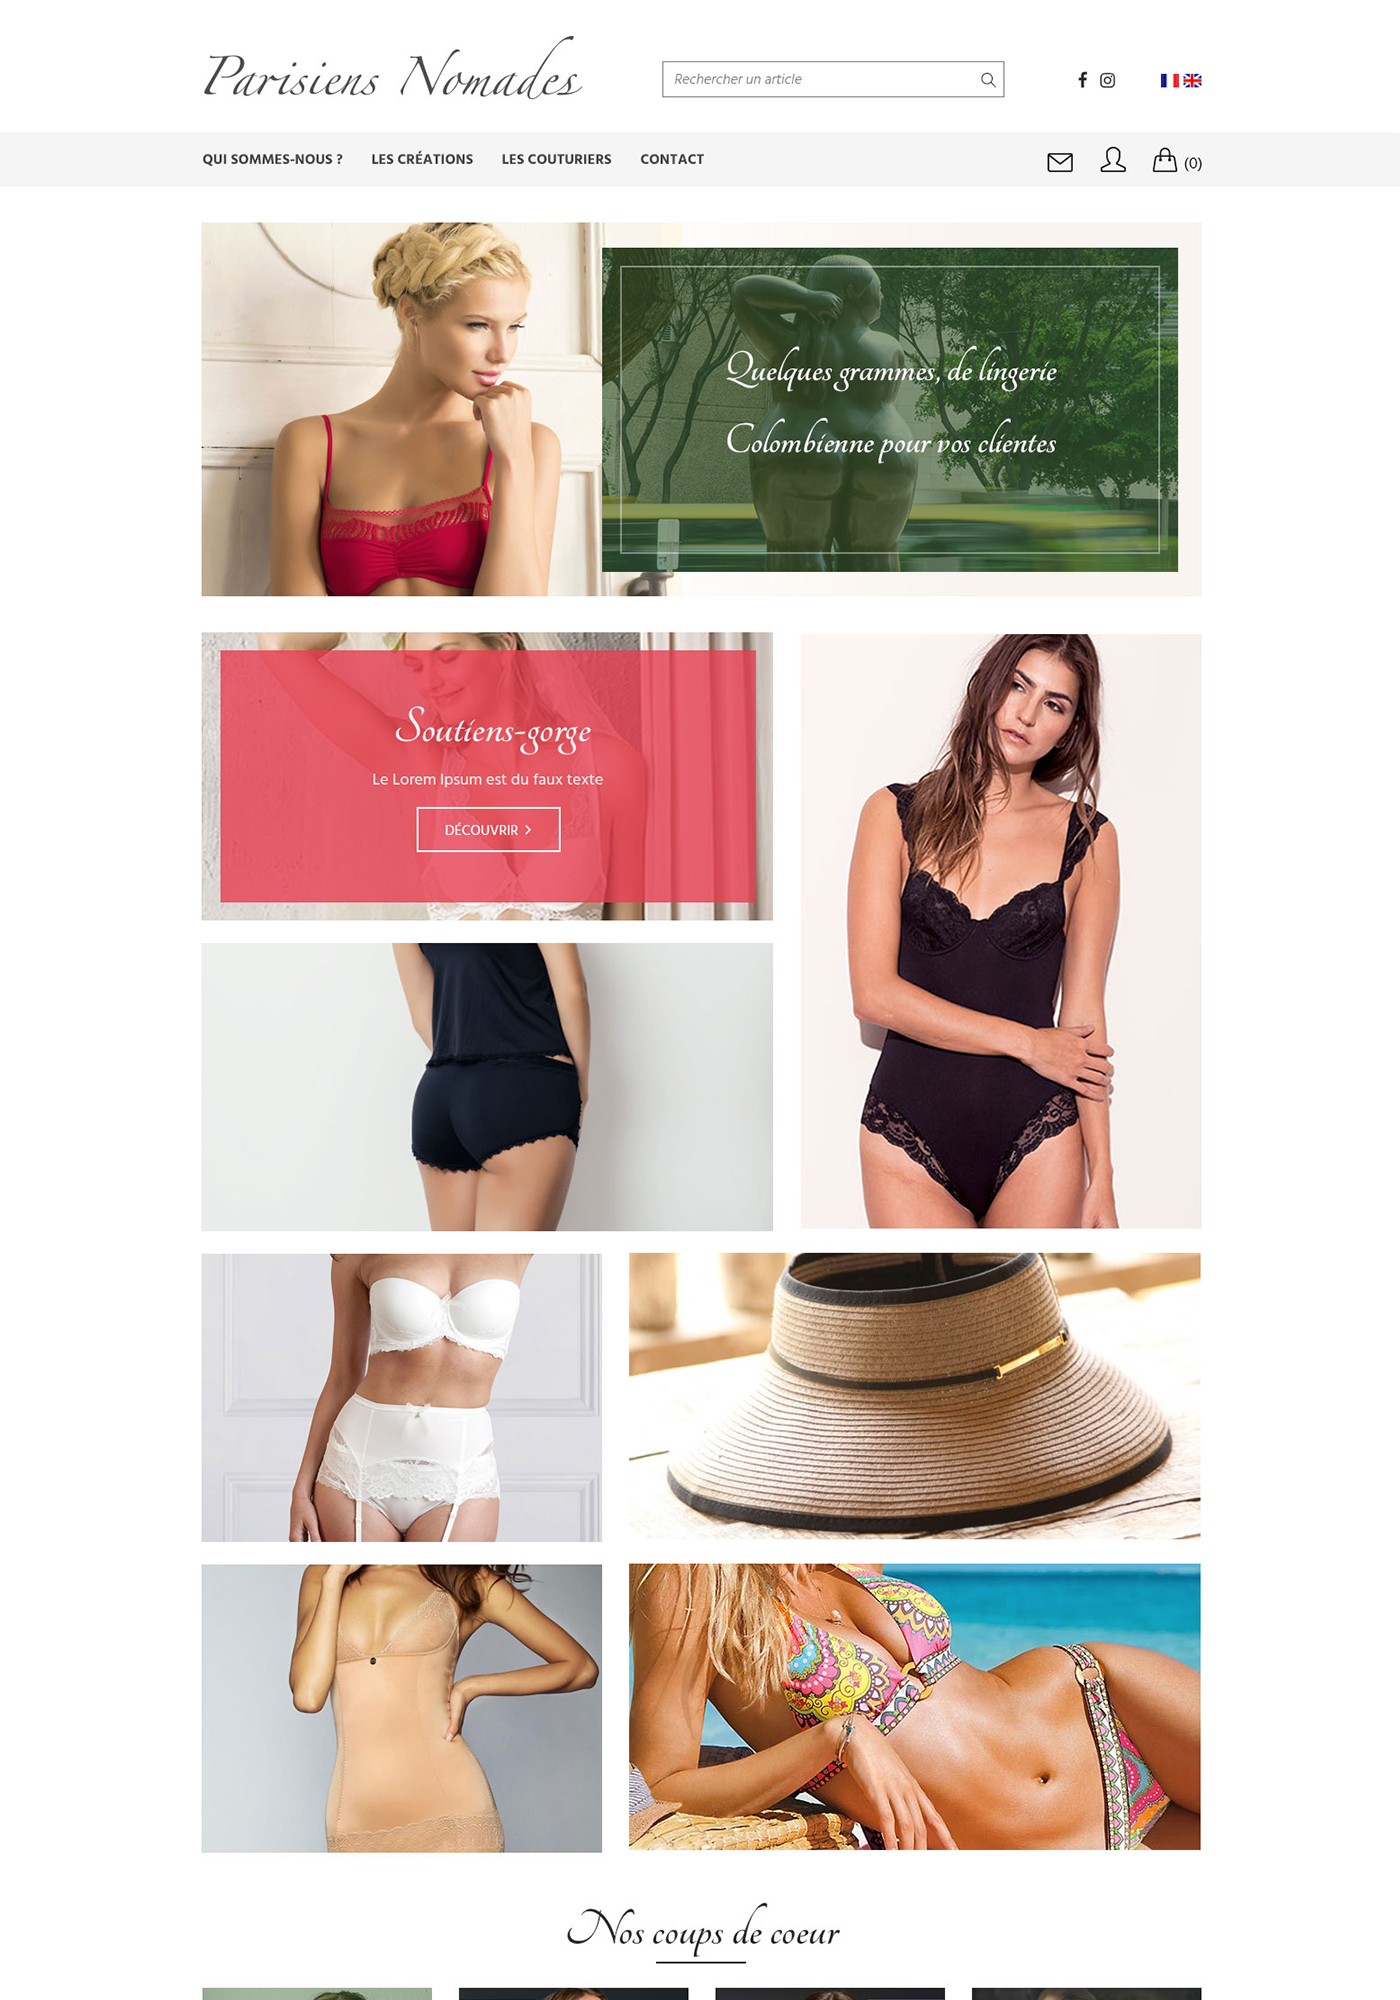 Parisiens Nomades
Rechercher un article
QUI SOMMES-NOUS ?
LES CRÉATIONS
LES COUTURIERS
CONTACT
(0)
Quelques grammes, de lingerie
Colombienne pour vos clientes
Soutiens-gorge
Le Lorem Ipsum est du faux texte
DÉCOUVRIR
Nos coups de coeur